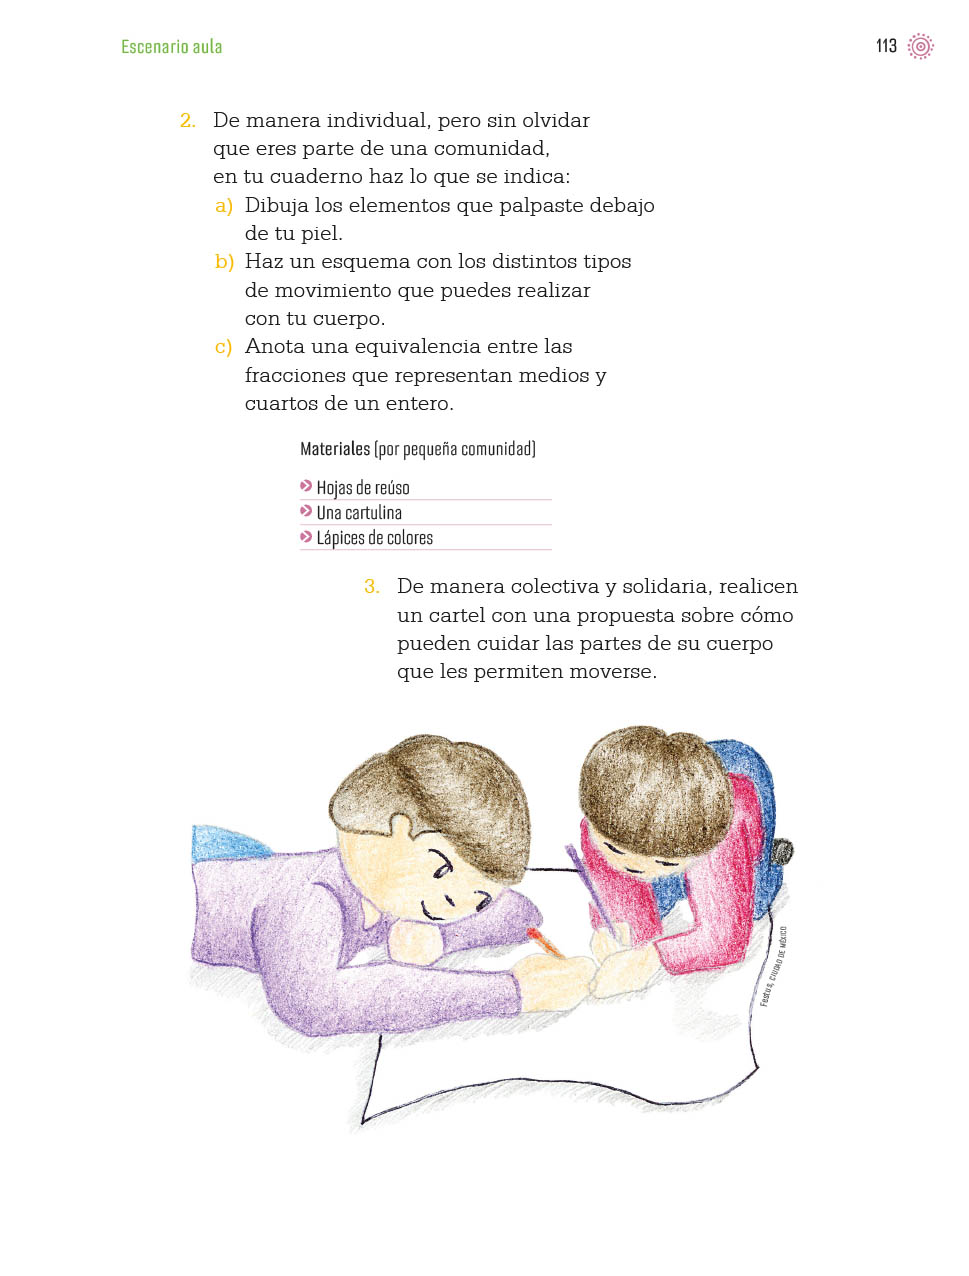 Escenario aula
113
2. De manera individual, pero sin olvidar
que eres parte de una comunidad,
en tu cuaderno haz lo que se indica:
a) Dibuja los elementos que palpaste debajo
de tu piel.
b) Haz un esquema con los distintos tipos
de movimiento que puedes realizar
con tu cuerpo.
c) Anota una equivalencia entre las
fracciones que representan medios y
cuartos de un entero.
Materiales (por pequeña comunidad)
Hojas de reúso
Una cartulina
Lápices de colores
3. De manera colectiva y solidaria, realicen
un cartel con una propuesta sobre cómo
pueden cuidar las partes de su cuerpo
que les permiten moverse.
Festus, CIUDAD DE MÉXICO